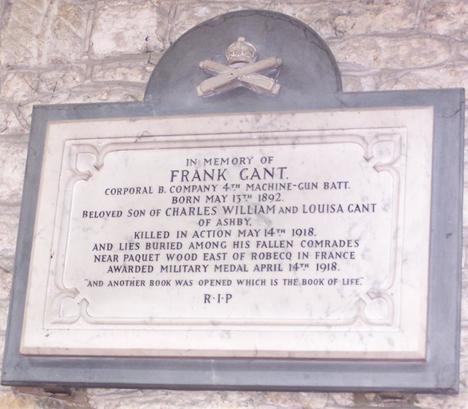 IN MEMORY OF
FRANK GANT.
CORPORAL B. COMPANY 4TH MACHINE-GUN BATT.
BORN MAY 13TH 1892.
BELOVED SON OF CHARLES WILLIAM AND LOUISA GANT
OF ASHBY,
KILLED IN ACTION MAY 14TH 1918.
AND LIES BURIED AMONG HIS FALLEN COMRADES
NEAR PAQUET WOOD EAST OF ROBECQ IN FRANCE
AWARDED MILITARY MEDAL APRIL 14TH 1918.
"AND ANOTHER BOOK WAS OPENED WHICH IS THE BOOK OF LIFE."
R·I·P